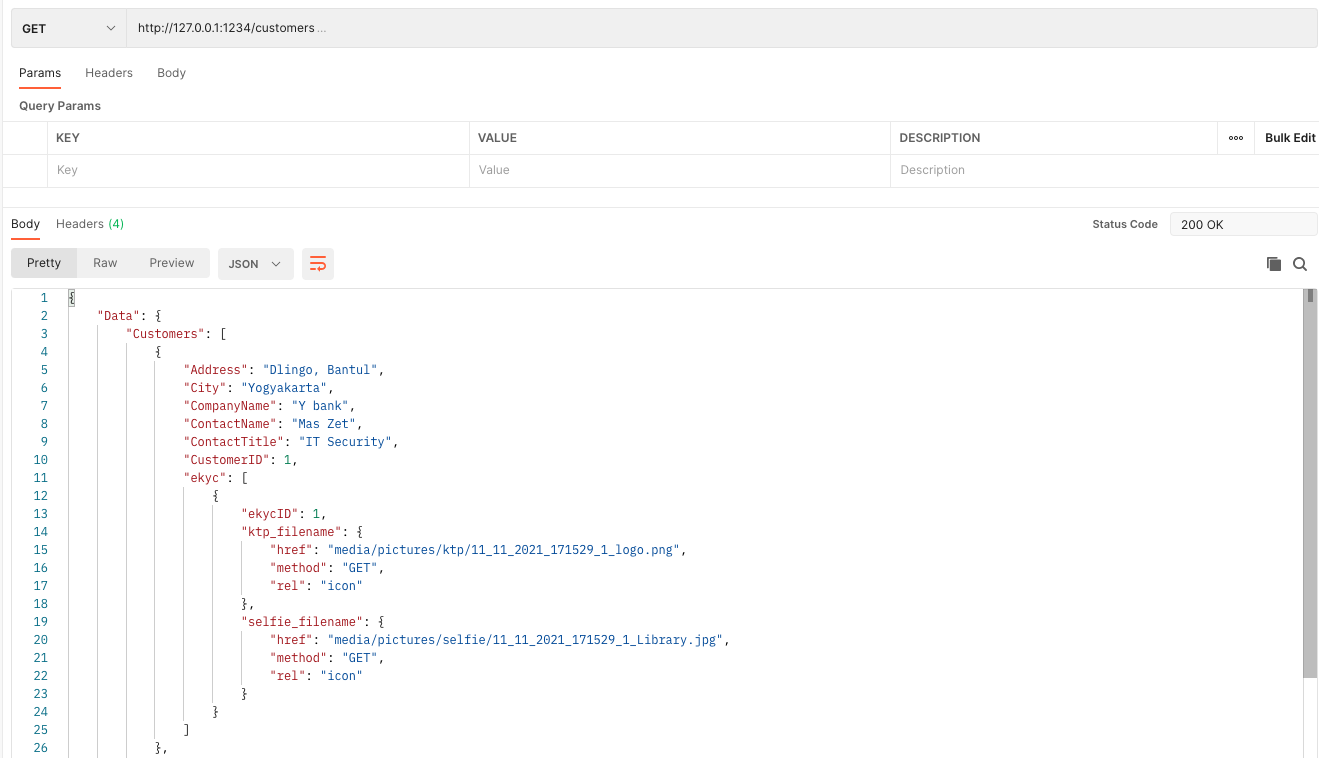 GET http://127.0.0.1:1234/customers ...
Params Headers Body
Query Params
KEY VALUE DESCRIPTION ooo Bulk Edit
Key Value Description
Body Headers (4) Status Code 200 OK
Pretty Raw Preview JSON
1 {
2 "Data": {
3 "Customers": [
4 {
5 "Address": "Dlingo, Bantul",
6 "City": "Yogyakarta",
7 "CompanyName": "Y bank",
8 "ContactName": "Mas Zet",
9 "ContactTitle": "IT Security",
10 "CustomerID": 1,
11 "ekyc": [
12 {
13 "ekycID": 1,
14 "ktp_filename": {
15 "href": "media/pictures/ktp/11_11_2021_171529_1_logo.png",
16 "method": "GET",
17 "rel": "icon"
18 },
19 "selfie_filename": {
20 "href": "media/pictures/selfie/11_11_2021_171529_1_Library.jpg",
21 "method": "GET",
22 "rel": "icon"
23 }
24 }
25 ]
26 },